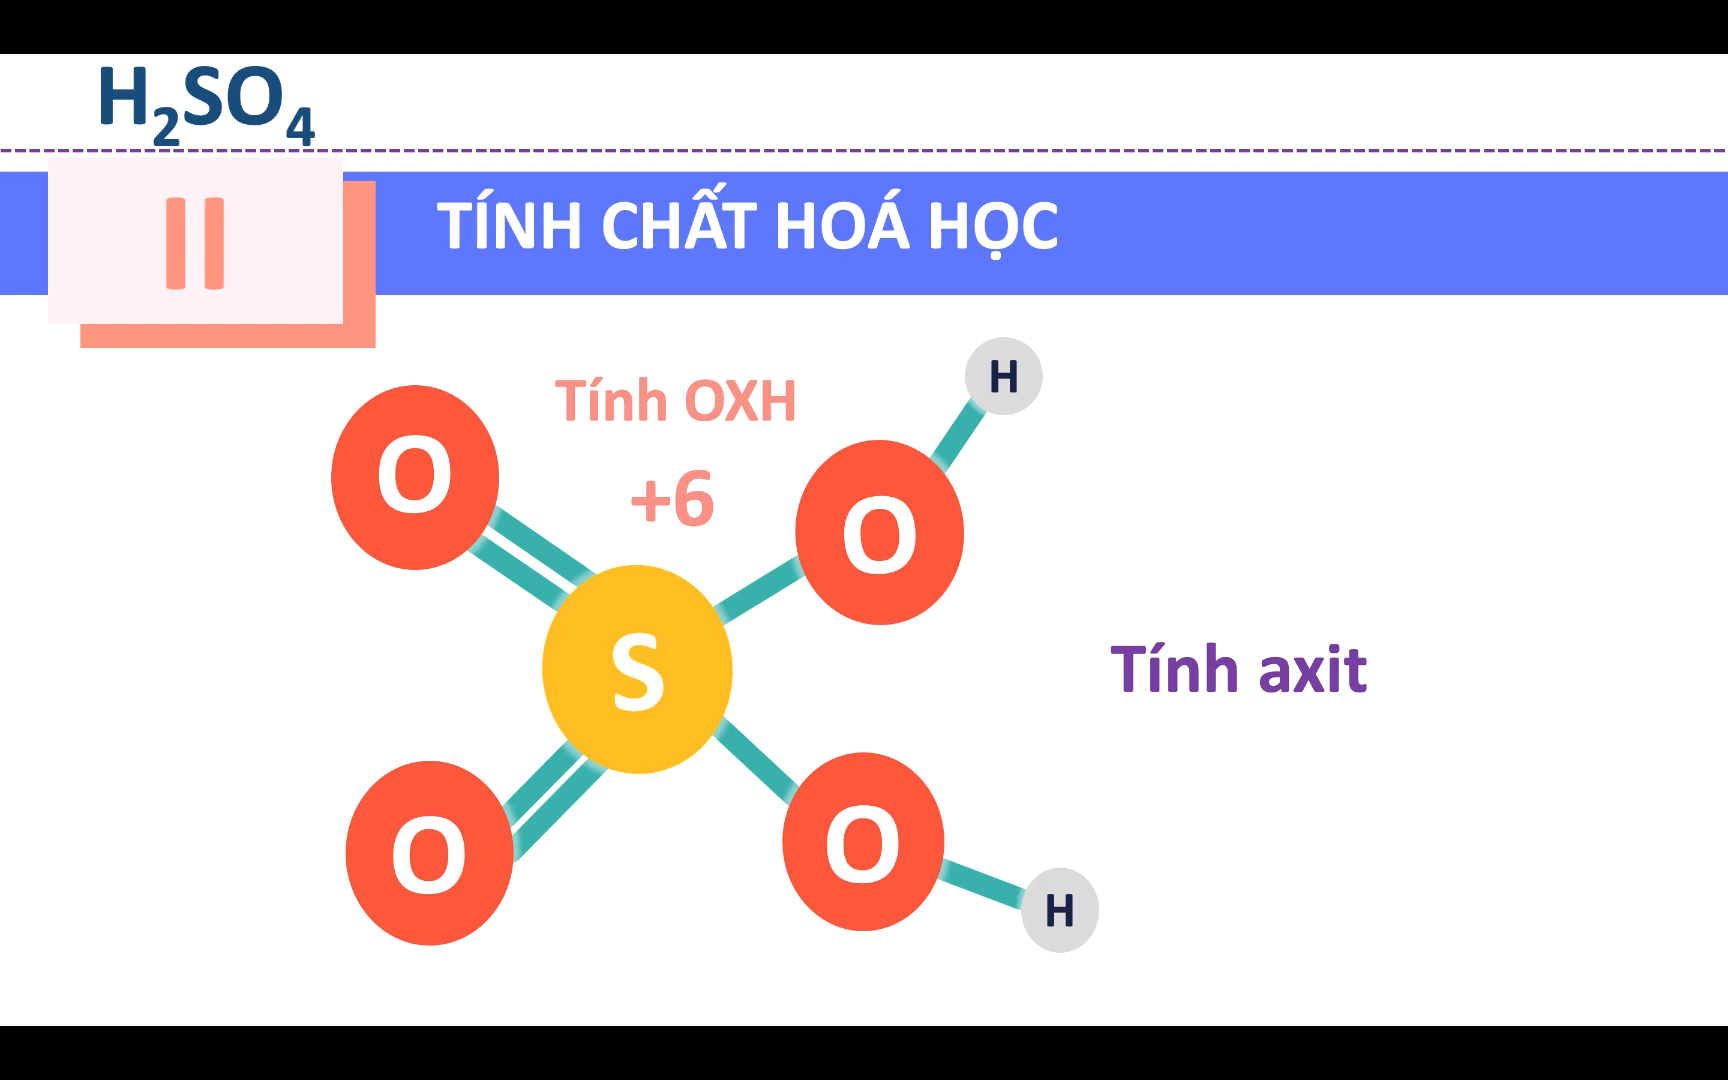 H₂SO₄
II
TÍNH CHẤT HOÁ HỌC
H
Tính OXH
O
+6
O
S
Tính axit
O
O
H